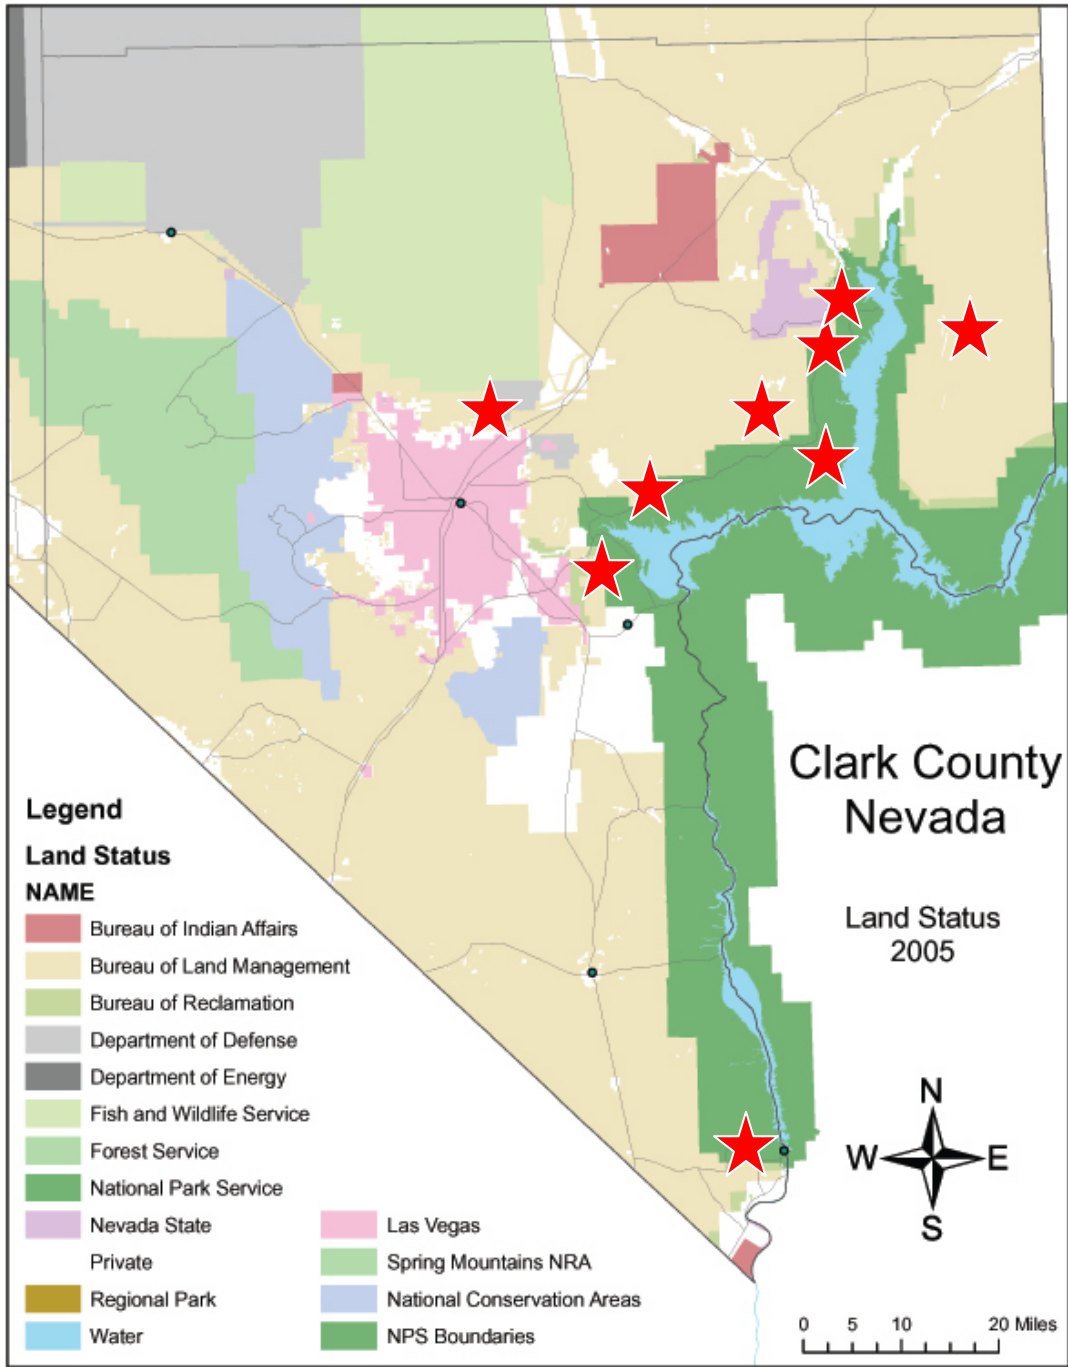 Clark County
Nevada
Land Status
2005
Legend
Land Status
NAME
Bureau of Indian Affairs
Bureau of Land Management
Bureau of Reclamation
Department of Defense
Department of Energy
Fish and Wildlife Service
Forest Service
National Park Service
Nevada State
Private
Regional Park
Water
Las Vegas
Spring Mountains NRA
National Conservation Areas
NPS Boundaries
N
W E
S
0 5 10 20 Miles